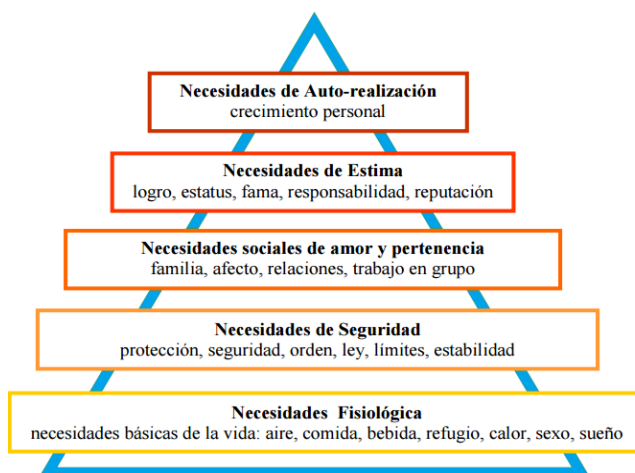 Necesidades de Auto-realización
crecimiento personal
Necesidades de Estima
logro, estatus, fama, responsabilidad, reputación
Necesidades sociales de amor y pertenencia
familia, afecto, relaciones, trabajo en grupo
Necesidades de Seguridad
protección, seguridad, orden, ley, límites, estabilidad
Necesidades Fisiológica
necesidades básicas de la vida: aire, comida, bebida, refugio, calor, sexo, sueño